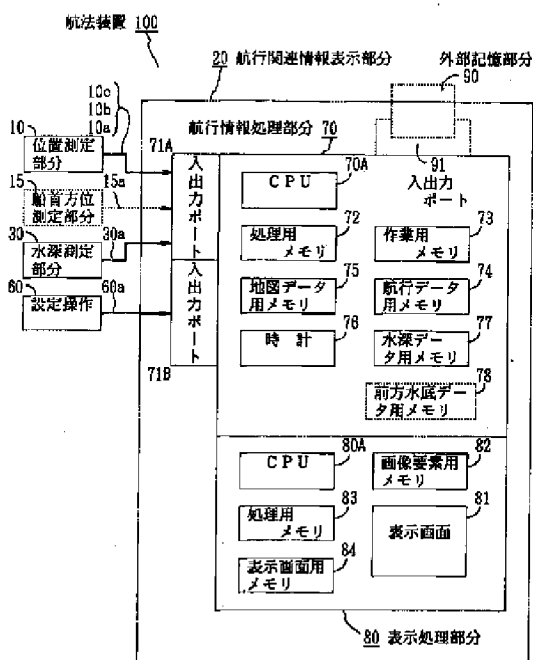 航法装置 100
20 航行関連情報表示部分
外部記憶部分
90
10c
10b
10a
10
位置測定
部分
15
船首方位
測定部分
15a
30
水深測定
部分
30a
60
設定操作
60a
71A
入出力ポート
入出力ポート
71B
航行情報処理部分 70
91
入出力
ポート
CPU
70A
処理用
メモリ
72
作業用
メモリ
73
地図データ
用メモリ
75
航行データ
用メモリ
74
時計
76
水深デー
タ用メモリ
77
前方水底デー
タ用メモリ
78
CPU
80A
画像要素用
メモリ
82
処理用
メモリ
83
表示画面
81
表示画面用
メモリ
84
80 表示処理部分